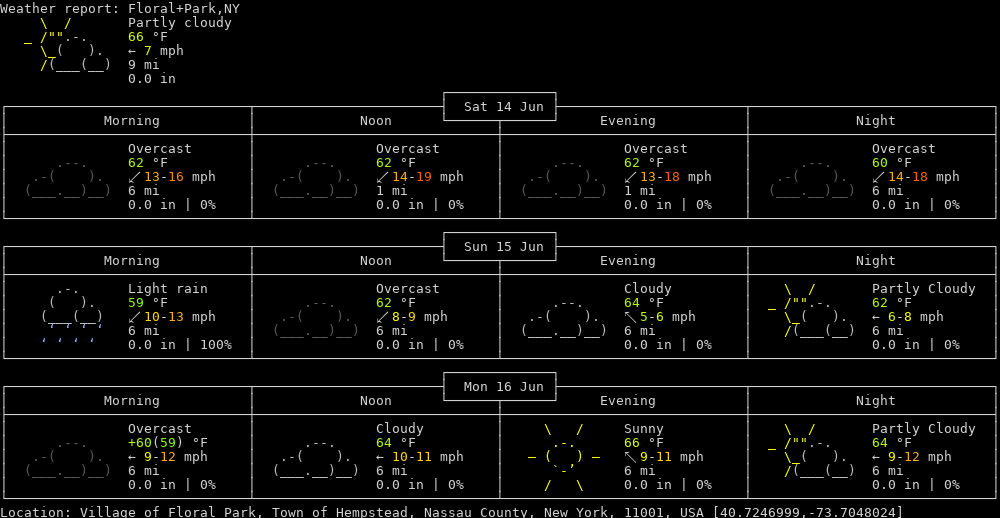 Weather report: Floral+Park,NY
Partly cloudy
66 °F
← 7 mph
9 mi
0.0 in
Sat 14 Jun
Morning Noon Evening Night
Overcast Overcast Overcast Overcast
62 °F 62 °F 62 °F 60 °F
↙ 13-16 mph ↙ 14-19 mph ↙ 13-18 mph ↙ 14-18 mph
6 mi 1 mi 1 mi 6 mi
0.0 in | 0% 0.0 in | 0% 0.0 in | 0% 0.0 in | 0%
Sun 15 Jun
Morning Noon Evening Night
Light rain Overcast Cloudy Partly Cloudy
59 °F 62 °F 64 °F 62 °F
↙ 10-13 mph ↙ 8-9 mph ↖ 5-6 mph ← 6-8 mph
6 mi 6 mi 6 mi 6 mi
0.0 in | 100% 0.0 in | 0% 0.0 in | 0% 0.0 in | 0%
Mon 16 Jun
Morning Noon Evening Night
Overcast Cloudy Sunny Partly Cloudy
+60(59) °F 64 °F 66 °F 64 °F
← 9-12 mph ← 10-11 mph ↖ 9-11 mph ← 9-12 mph
6 mi 6 mi 6 mi 6 mi
0.0 in | 0% 0.0 in | 0% 0.0 in | 0% 0.0 in | 0%
Location: Village of Floral Park, Town of Hempstead, Nassau County, New York, 11001, USA [40.7246999,-73.7048024]